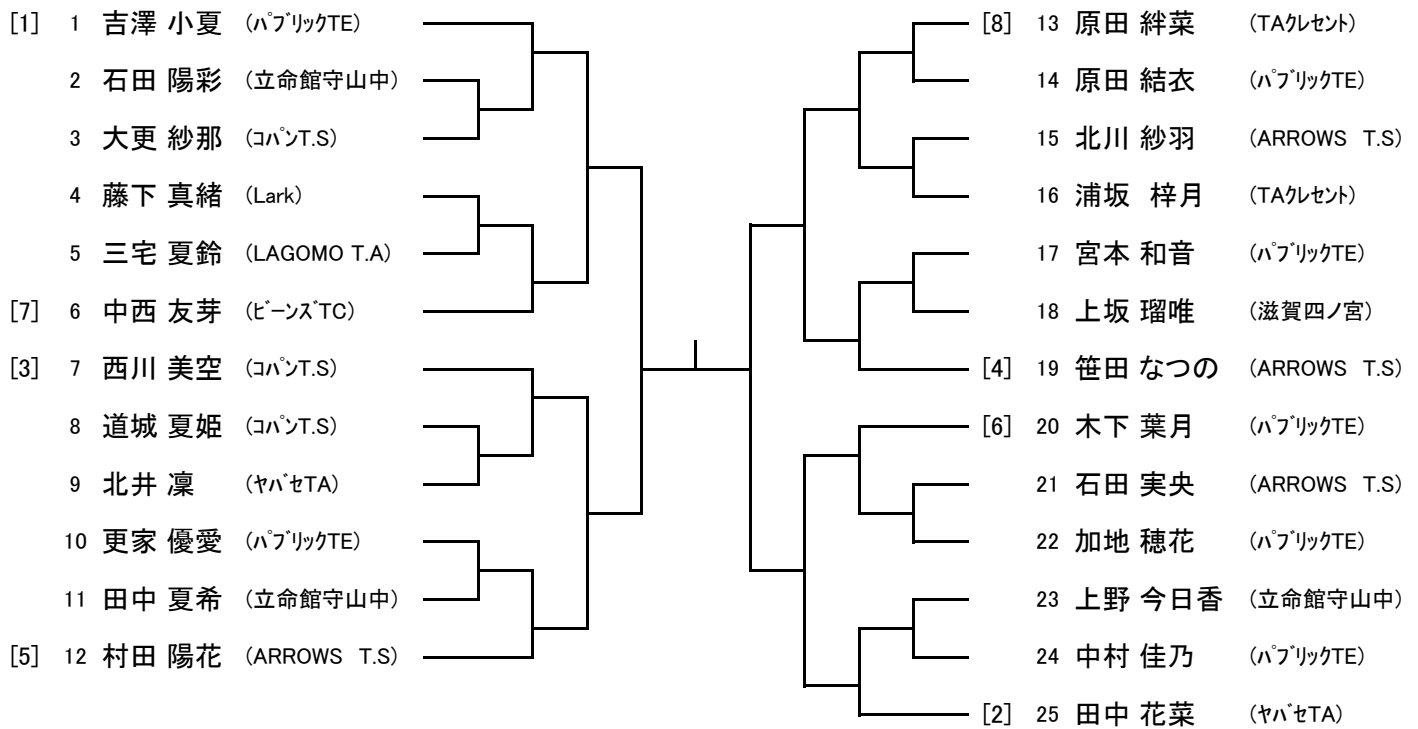 [1] 1 吉澤 小夏 (ﾊﾟﾌﾞﾘｯｸTE)
2 石田 陽彩 (立命館守山中)
3 大更 紗那 (ｺﾊﾟﾝT.S)
4 藤下 真緒 (Lark)
5 三宅 夏鈴 (LAGOMO T.A)
[7] 6 中西 友芽 (ﾋﾞｰﾝｽﾞTC)
[3] 7 西川 美空 (ｺﾊﾟﾝT.S)
8 道城 夏姫 (ｺﾊﾟﾝT.S)
9 北井 凜 (ﾔﾊﾞｾTA)
10 更家 優愛 (ﾊﾟﾌﾞﾘｯｸTE)
11 田中 夏希 (立命館守山中)
[5] 12 村田 陽花 (ARROWS T.S)
[8] 13 原田 絆菜 (TAｸﾚｾﾝﾄ)
14 原田 結衣 (ﾊﾟﾌﾞﾘｯｸTE)
15 北川 紗羽 (ARROWS T.S)
16 浦坂 梓月 (TAｸﾚｾﾝﾄ)
17 宮本 和音 (ﾊﾟﾌﾞﾘｯｸTE)
18 上坂 瑠唯 (滋賀四ノ宮)
[4] 19 笹田 なつの (ARROWS T.S)
[6] 20 木下 葉月 (ﾊﾟﾌﾞﾘｯｸTE)
21 石田 実央 (ARROWS T.S)
22 加地 穂花 (ﾊﾟﾌﾞﾘｯｸTE)
23 上野 今日香 (立命館守山中)
24 中村 佳乃 (ﾊﾟﾌﾞﾘｯｸTE)
[2] 25 田中 花菜 (ﾔﾊﾞｾTA)